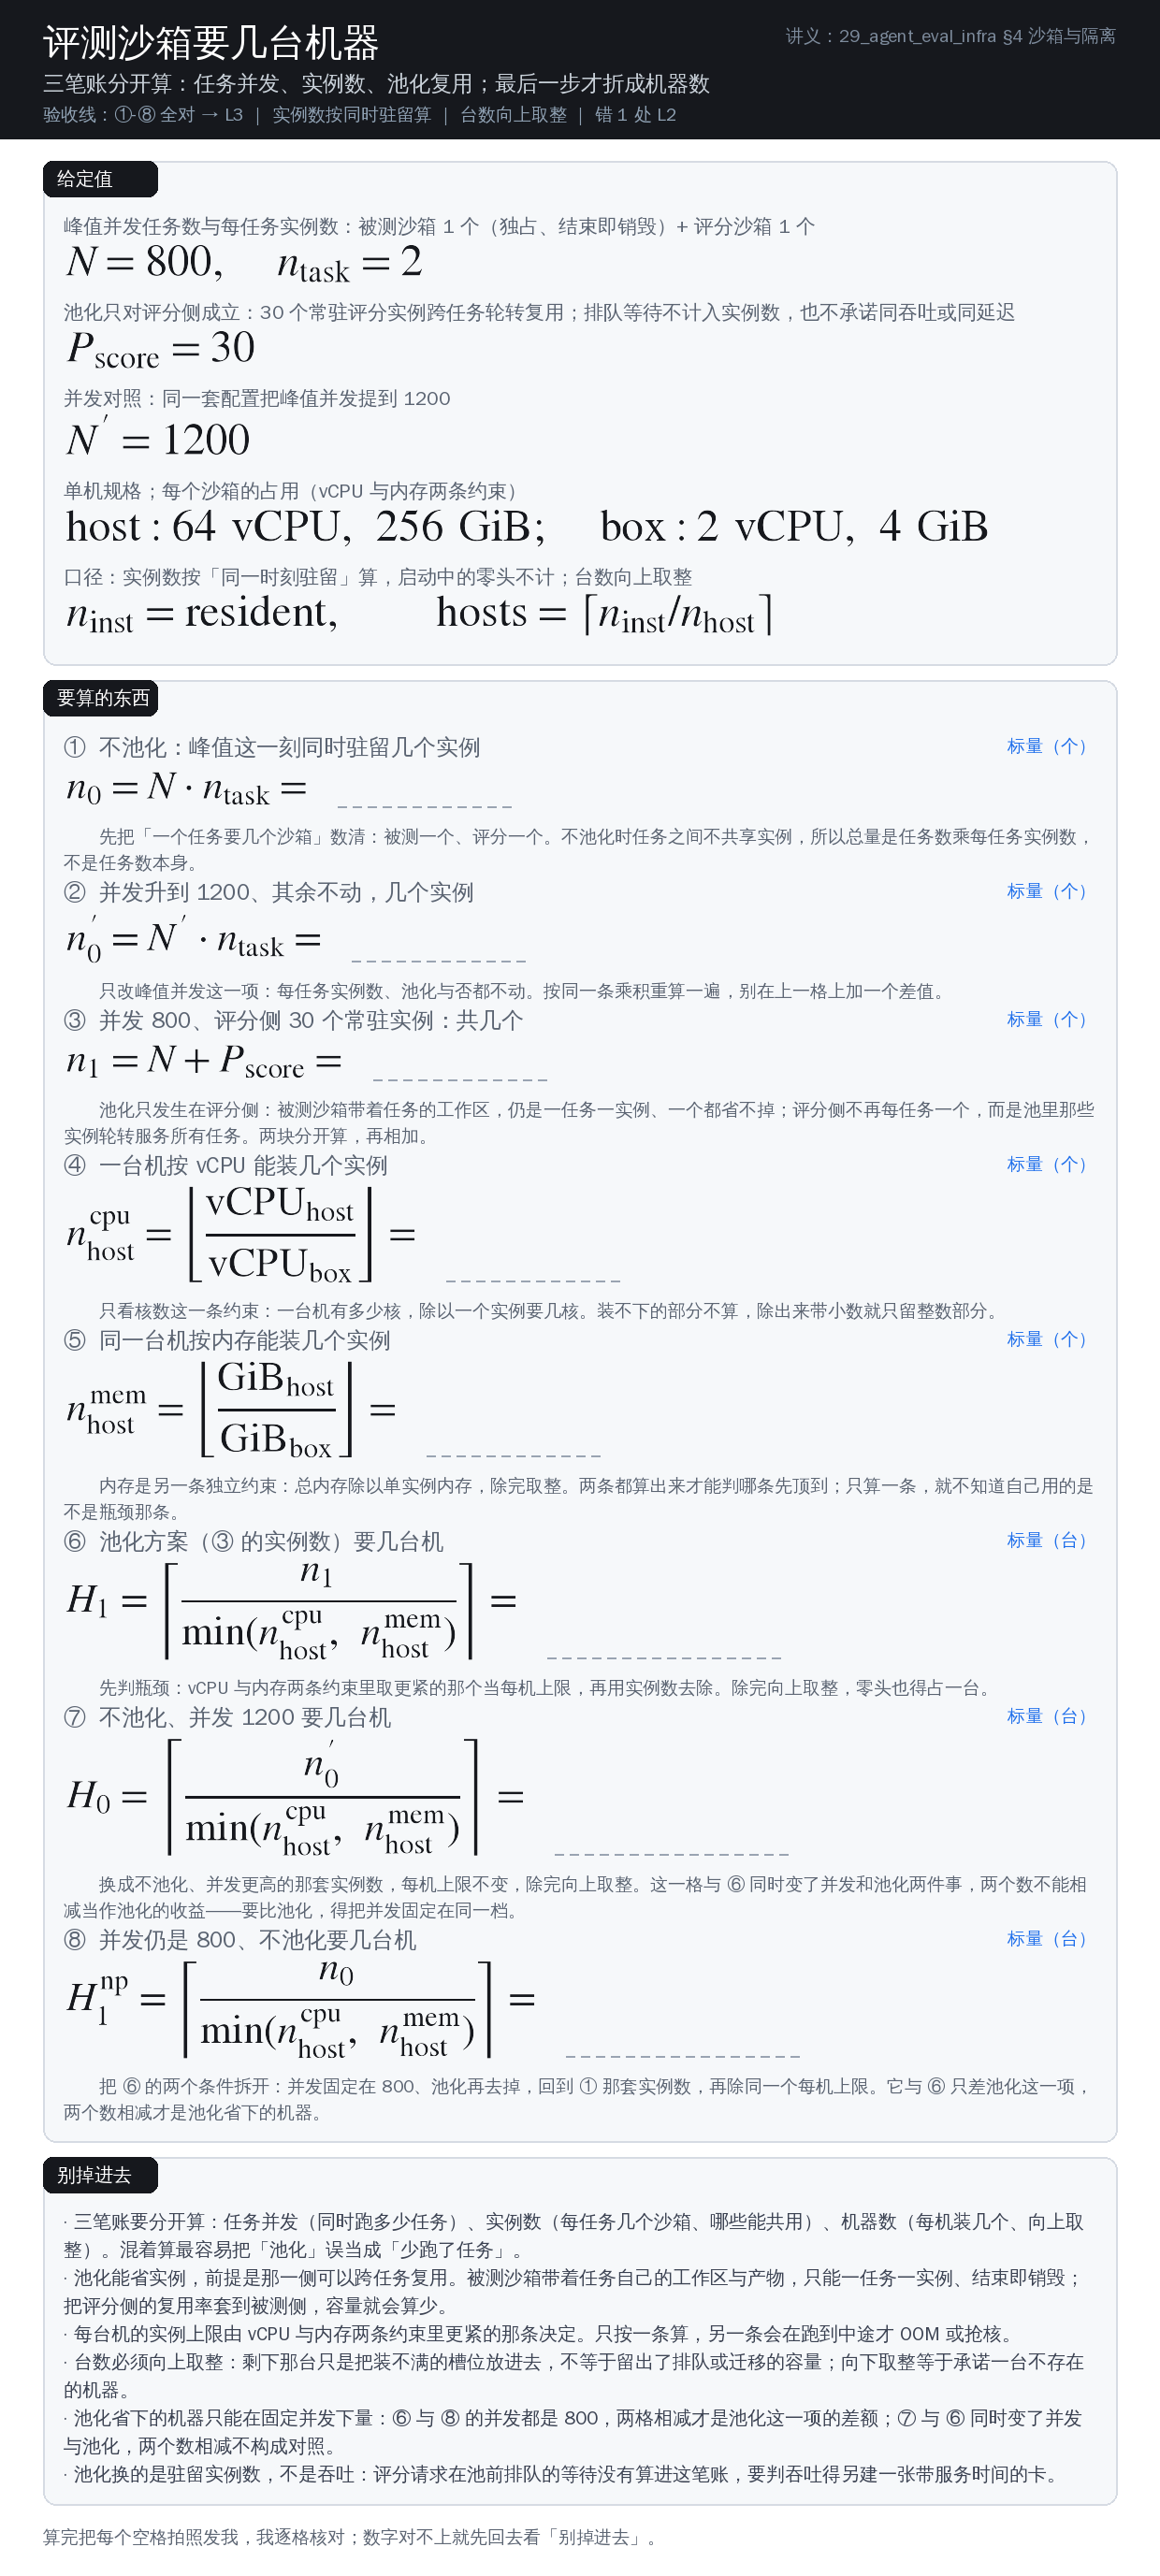 评测沙箱要几台机器
讲义：29_agent_eval_infra §4 沙箱与隔离
三笔账分开算：任务并发、实例数、池化复用；最后一步才折成机器数
验收线：①-⑧ 全对 → L3 ｜ 实例数按同时驻留算 ｜ 台数向上取整 ｜ 错 1 处 L2
给定值
峰值并发任务数与每任务实例数：被测沙箱 1 个（独占、结束即销毁）+ 评分沙箱 1 个
N = 800, n_task = 2
池化只对评分侧成立：30 个常驻评分实例跨任务轮转复用；排队等待不计入实例数，也不承诺同吞吐或同延迟
P_score = 30
并发对照：同一套配置把峰值并发提到 1200
N′ = 1200
单机规格；每个沙箱的占用（vCPU 与内存两条约束）
host : 64 vCPU, 256 GiB; box : 2 vCPU, 4 GiB
口径：实例数按「同一时刻驻留」算，启动中的零头不计；台数向上取整
n_inst = resident, hosts = ⌈n_inst/n_host⌉
要算的东西
① 不池化：峰值这一刻同时驻留几个实例 标量（个）
n_0 = N · n_task =
先把「一个任务要几个沙箱」数清：被测一个、评分一个。不池化时任务之间不共享实例，所以总量是任务数乘每任务实例数，
不是任务数本身。
② 并发升到 1200、其余不动，几个实例 标量（个）
n_0′ = N′ · n_task =
只改峰值并发这一项：每任务实例数、池化与否都不动。按同一条乘积重算一遍，别在上一格上加一个差值。
③ 并发 800、评分侧 30 个常驻实例：共几个 标量（个）
n_1 = N + P_score =
池化只发生在评分侧：被测沙箱带着任务的工作区，仍是一任务一实例、一个都省不掉；评分侧不再每任务一个，而是池里那些
实例轮转服务所有任务。两块分开算，再相加。
④ 一台机按 vCPU 能装几个实例 标量（个）
n_host^cpu = ⌊vCPU_host / vCPU_box⌋ =
只看核数这一条约束：一台机有多少核，除以一个实例要几核。装不下的部分不算，除出来带小数就只留整数部分。
⑤ 同一台机按内存能装几个实例 标量（个）
n_host^mem = ⌊GiB_host / GiB_box⌋ =
内存是另一条独立约束：总内存除以单实例内存，除完取整。两条都算出来才能判哪条先顶到；只算一条，就不知道自己用的是
不是瓶颈那条。
⑥ 池化方案（③ 的实例数）要几台机 标量（台）
H_1 = ⌈n_1 / min(n_host^cpu, n_host^mem)⌉ =
先判瓶颈：vCPU 与内存两条约束里取更紧的那个当每机上限，再用实例数去除。除完向上取整，零头也得占一台。
⑦ 不池化、并发 1200 要几台机 标量（台）
H_0 = ⌈n_0′ / min(n_host^cpu, n_host^mem)⌉ =
换成不池化、并发更高的那套实例数，每机上限不变，除完向上取整。这一格与 ⑥ 同时变了并发和池化两件事，两个数不能相
减当作池化的收益——要比池化，得把并发固定在同一档。
⑧ 并发仍是 800、不池化要几台机 标量（台）
H_1^np = ⌈n_0 / min(n_host^cpu, n_host^mem)⌉ =
把 ⑥ 的两个条件拆开：并发固定在 800、池化再去掉，回到 ① 那套实例数，再除同一个每机上限。它与 ⑥ 只差池化这一项，
两个数相减才是池化省下的机器。
别掉进去
· 三笔账要分开算：任务并发（同时跑多少任务）、实例数（每任务几个沙箱、哪些能共用）、机器数（每机装几个、向上取
整）。混着算最容易把「池化」误当成「少跑了任务」。
· 池化能省实例，前提是那一侧可以跨任务复用。被测沙箱带着任务自己的工作区与产物，只能一任务一实例、结束即销毁；
把评分侧的复用率套到被测侧，容量就会算少。
· 每台机的实例上限由 vCPU 与内存两条约束里更紧的那条决定。只按一条算，另一条会在跑到中途才 OOM 或抢核。
· 台数必须向上取整：剩下那台只是把装不满的槽位放进去，不等于留出了排队或迁移的容量；向下取整等于承诺一台不存在
的机器。
· 池化省下的机器只能在固定并发下量：⑥ 与 ⑧ 的并发都是 800，两格相减才是池化这一项的差额；⑦ 与 ⑥ 同时变了并发
与池化，两个数相减不构成对照。
· 池化换的是驻留实例数，不是吞吐：评分请求在池前排队的等待没有算进这笔账，要判吞吐得另建一张带服务时间的卡。
算完把每个空格拍照发我，我逐格核对；数字对不上就先回去看「别掉进去」。